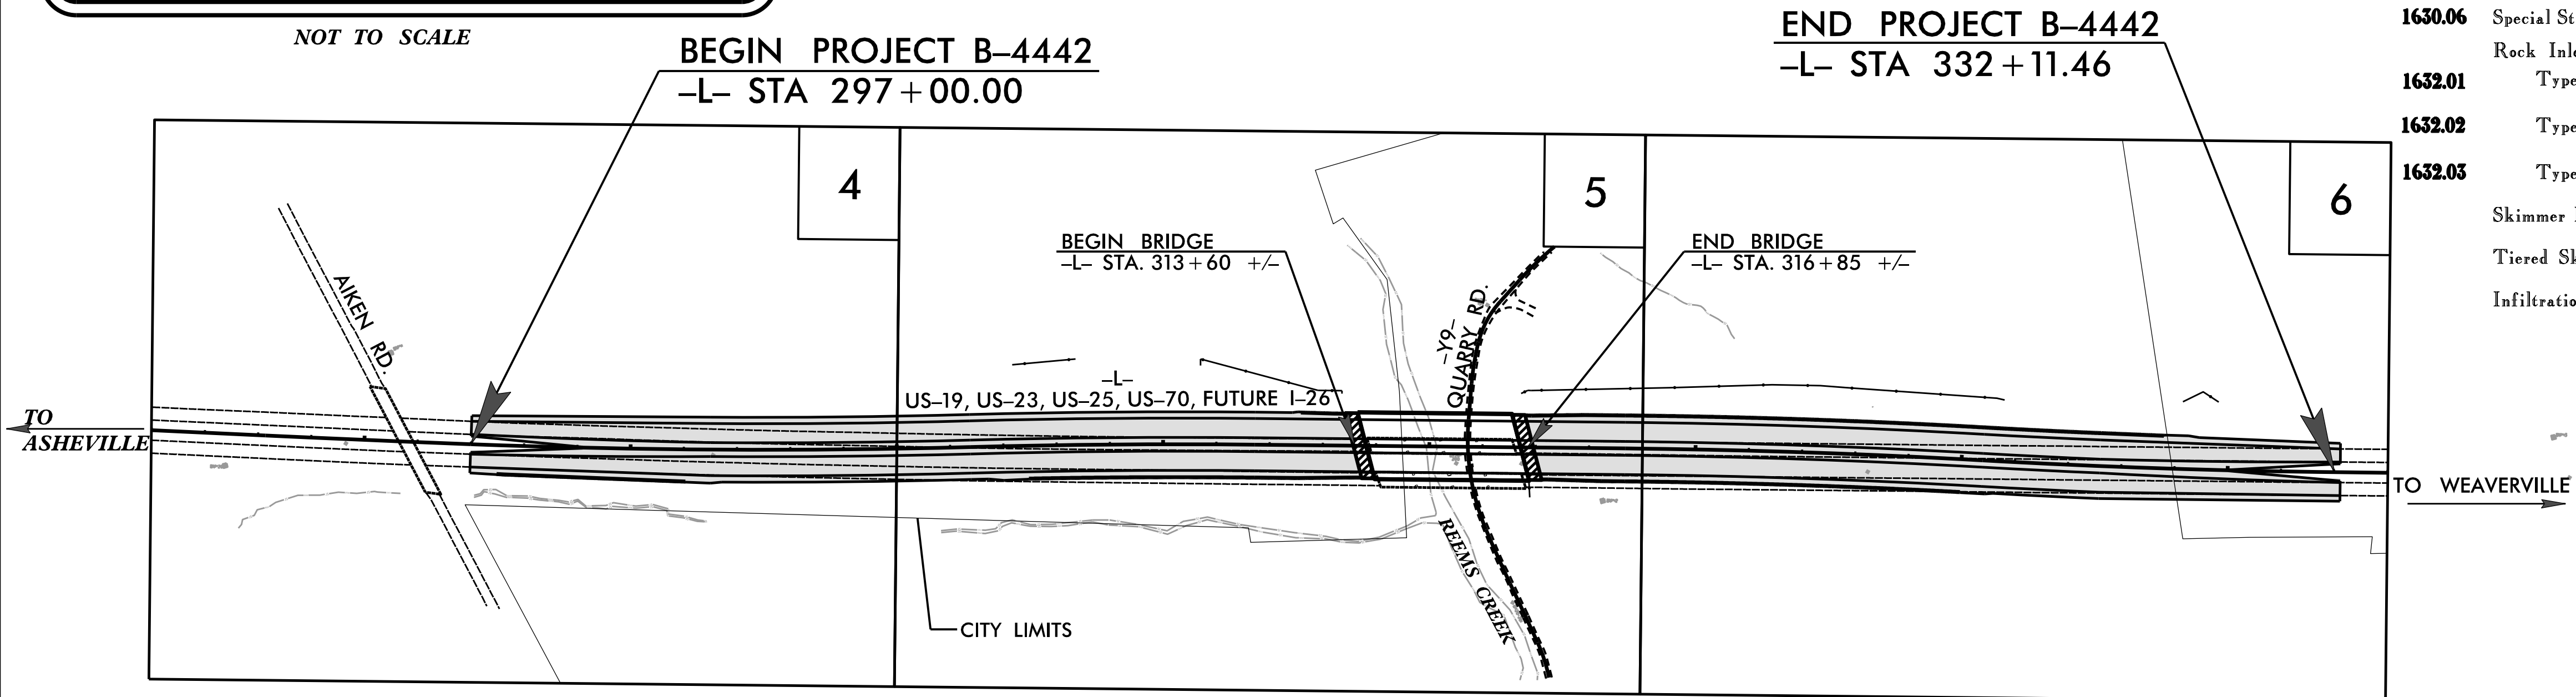 NOT TO SCALE
BEGIN PROJECT B–4442
–L– STA 297+00.00
END PROJECT B–4442
–L– STA 332+11.46
1630.06 Special St
Rock Inl
1632.01 Type
1632.02 Type
1632.03 Type
Skimmer
Tiered Sk
Infiltratio
4
5
6
BEGIN BRIDGE
–L– STA. 313+60 +/–
END BRIDGE
–L– STA. 316+85 +/–
AIKEN RD.
–Y9–
QUARRY RD.
–L–
US–19, US–23, US–25, US–70, FUTURE I–26
TO
ASHEVILLE
TO WEAVERVILLE
REEMS CREEK
CITY LIMITS